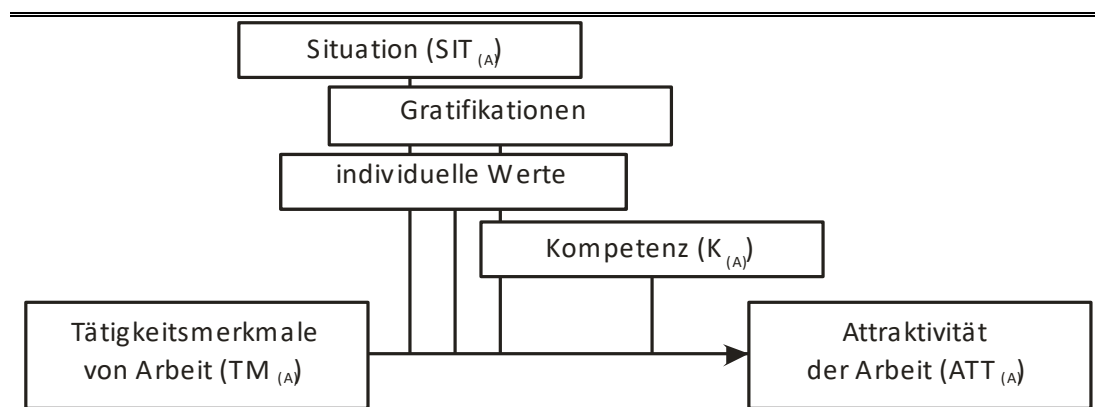 Situation (SIT (A))
Gratifikationen
individuelle Werte
Kompetenz (K (A))
Tätigkeitsmerkmale
von Arbeit (TM (A))
Attraktivität
der Arbeit (ATT (A))